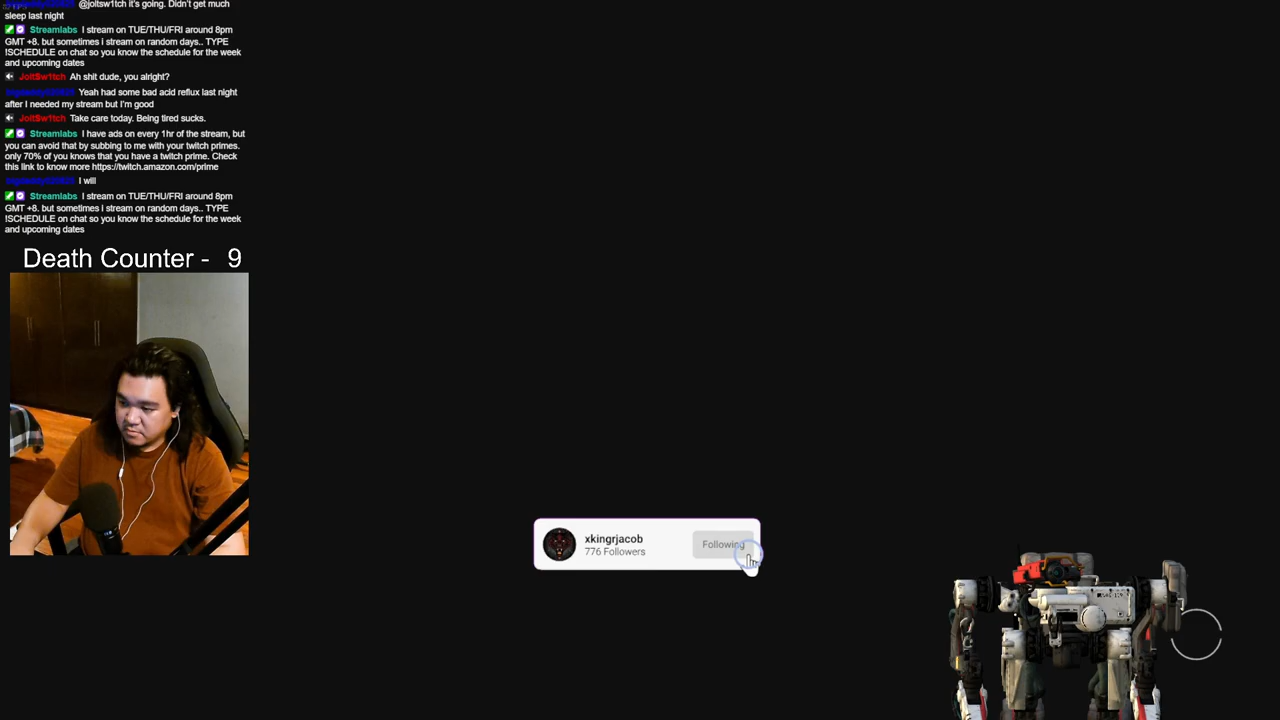 @joltsw1tch it's going. Didn't get much
sleep last night
Streamlabs I stream on TUE/THU/FRI around 8pm
GMT +8. but sometimes i stream on random days.. TYPE
!SCHEDULE on chat so you know the schedule for the week
and upcoming dates
JoltSw1tch Ah shit dude, you alright?
Yeah had some bad acid reflux last night
after I needed my stream but I'm good
JoltSw1tch Take care today. Being tired sucks.
Streamlabs I have ads on every 1hr of the stream, but
you can avoid that by subbing to me with your twitch primes.
only 70% of you knows that you have a twitch prime. Check
this link to know more https://twitch.amazon.com/prime
I will
Streamlabs I stream on TUE/THU/FRI around 8pm
GMT +8. but sometimes i stream on random days.. TYPE
!SCHEDULE on chat so you know the schedule for the week
and upcoming dates
Death Counter - 9
xkingrjacob
776 Followers
Following